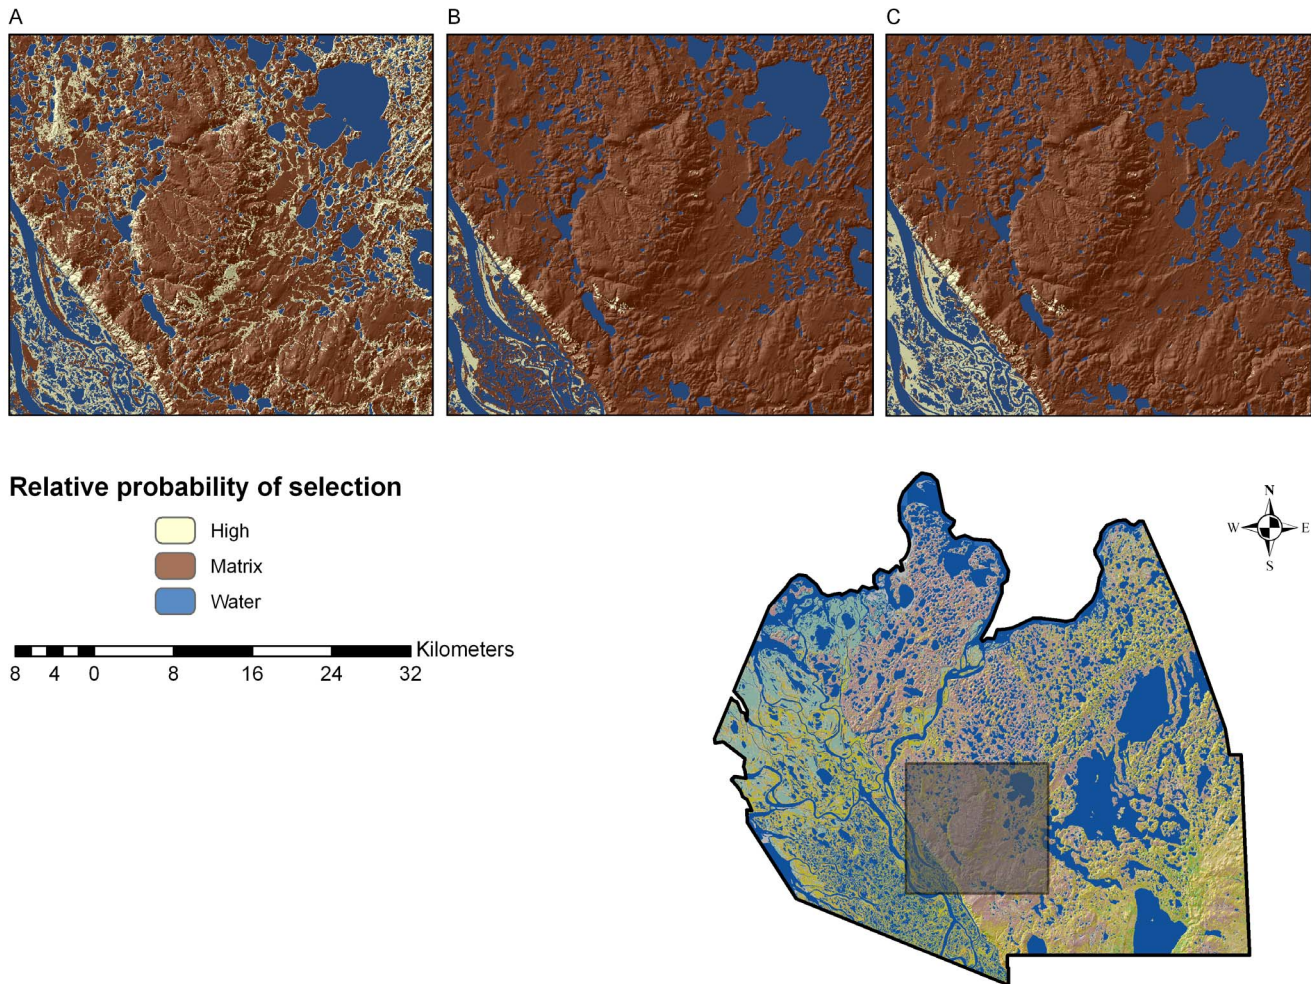 A B C
Relative probability of selection
High
Matrix
Water
Kilometers
8 4 0 8 16 24 32
N
W E
S